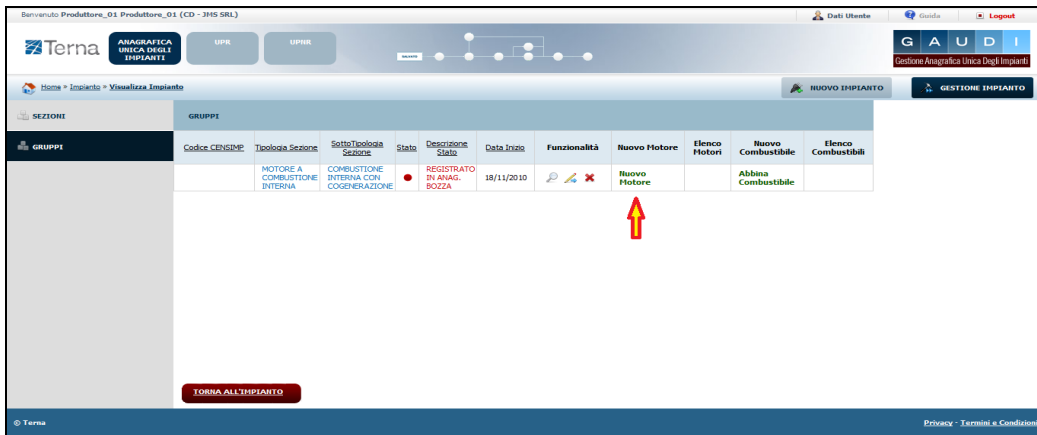 Benvenuto Produttore_01 Produttore_01 (CD - JMS SRL)
Dati Utente
Guida
Logout
Terna
ANAGRAFICA
UNICA DEGLI
IMPIANTI
UPR
UPNR
G A U D I
Gestione Anagrafica Unica Degli Impianti
Home » Impianto » Visualizza Impianto
NUOVO IMPIANTO
GESTIONE IMPIANTO
SEZIONI
GRUPPI
GRUPPI
Codice CENSIMP
Tipologia Sezione
SottoTipologia
Sezione
Stato
Descrizione
Stato
Data Inizio
Funzionalità
Nuovo Motore
Elenco
Motori
Nuovo
Combustibile
Elenco
Combustibili
MOTORE A
COMBUSTIONE
INTERNA
COMBUSTIONE
INTERNA CON
COGENERAZIONE
REGISTRATO
IN ANAG.
BOZZA
18/11/2010
Nuovo
Motore
Abbina
Combustibile
TORNA ALL'IMPIANTO
© Terna
Privacy - Termini e Condizioni